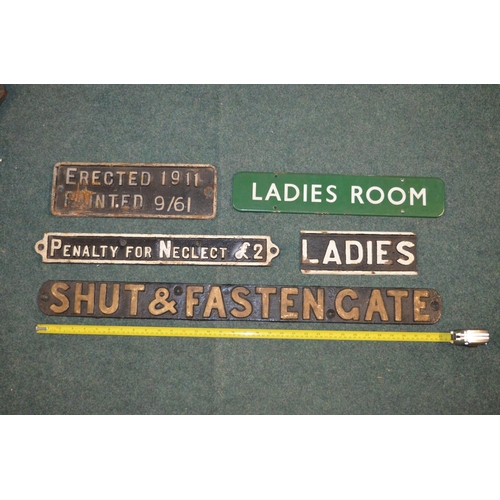 ERECTED 1911
PAINTED 9/61
LADIES ROOM
PENALTY FOR NEGLECT £2
LADIES
SHUT & FASTEN GATE